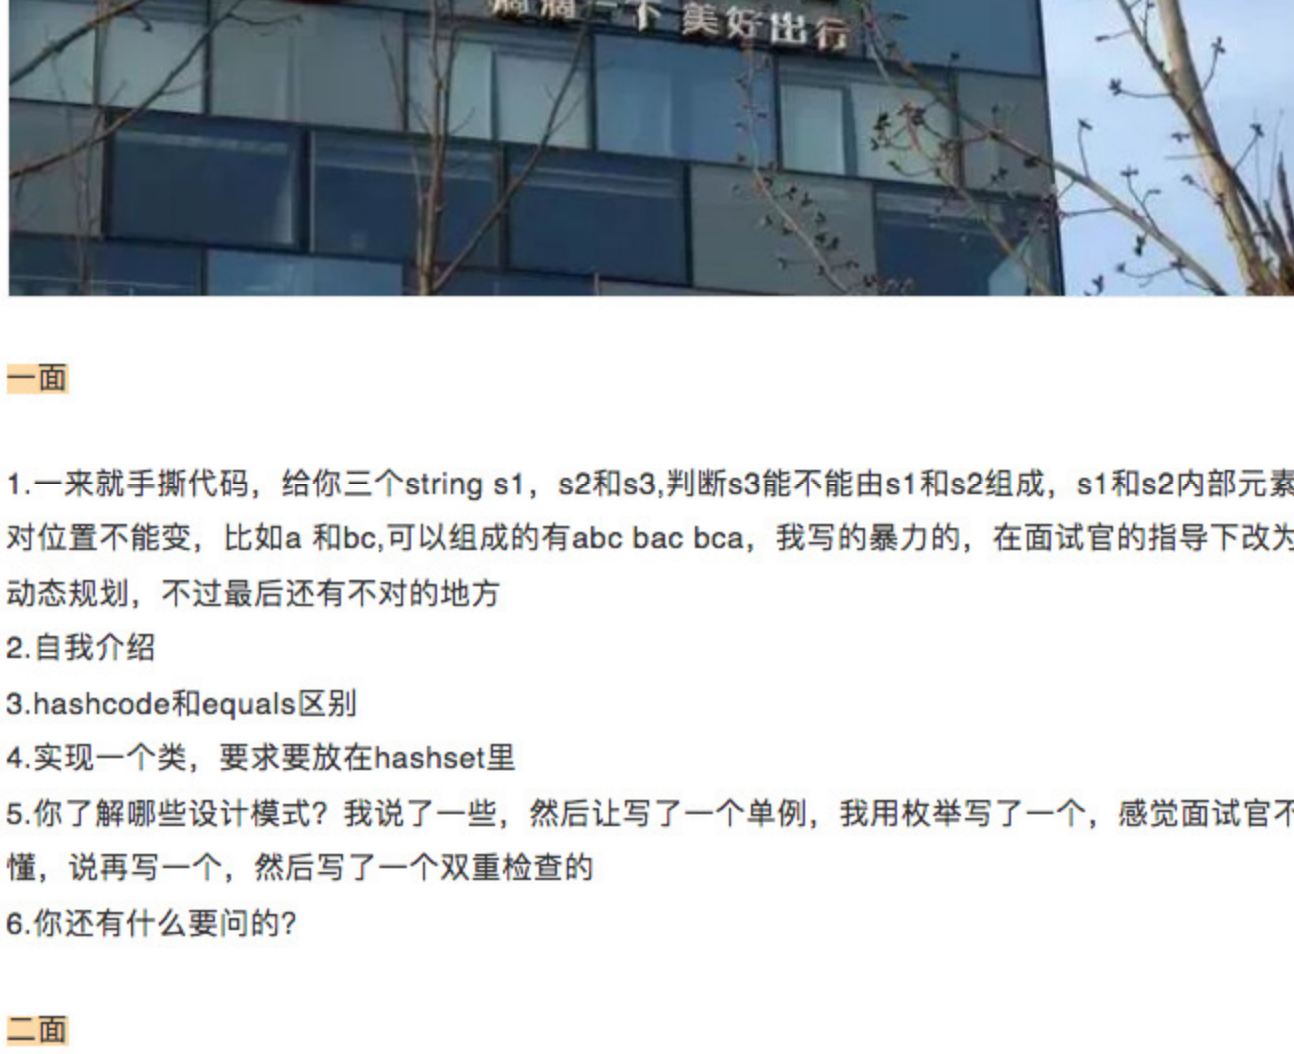 滴滴一下 美好出行
一面
1.一来就手撕代码，给你三个string s1，s2和s3,判断s3能不能由s1和s2组成，s1和s2内部元素
对位置不能变，比如a 和bc,可以组成的有abc bac bca，我写的暴力的，在面试官的指导下改为
动态规划，不过最后还有不对的地方
2.自我介绍
3.hashcode和equals区别
4.实现一个类，要求要放在hashset里
5.你了解哪些设计模式？我说了一些，然后让写了一个单例，我用枚举写了一个，感觉面试官不
懂，说再写一个，然后写了一个双重检查的
6.你还有什么要问的?
二面